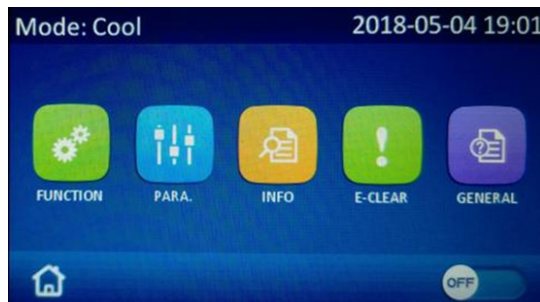 Mode: Cool 2018-05-04 19:01
FUNCTION PARA. INFO E-CLEAR GENERAL
OFF